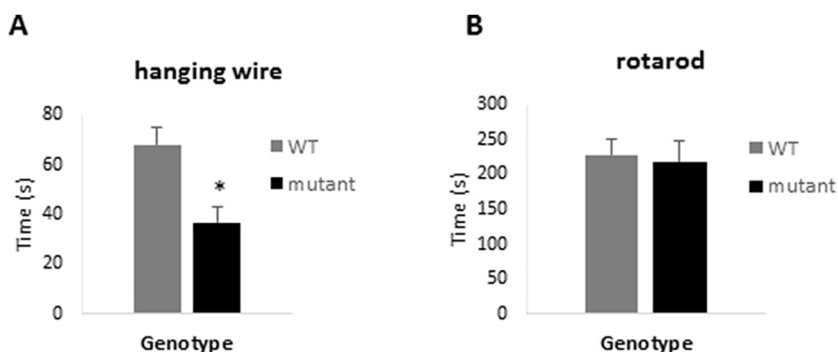 A
hanging wire
80
60
40
20
0
Time (s)
*
WT
mutant
Genotype
B
rotarod
300
250
200
150
100
50
0
Time (s)
WT
mutant
Genotype